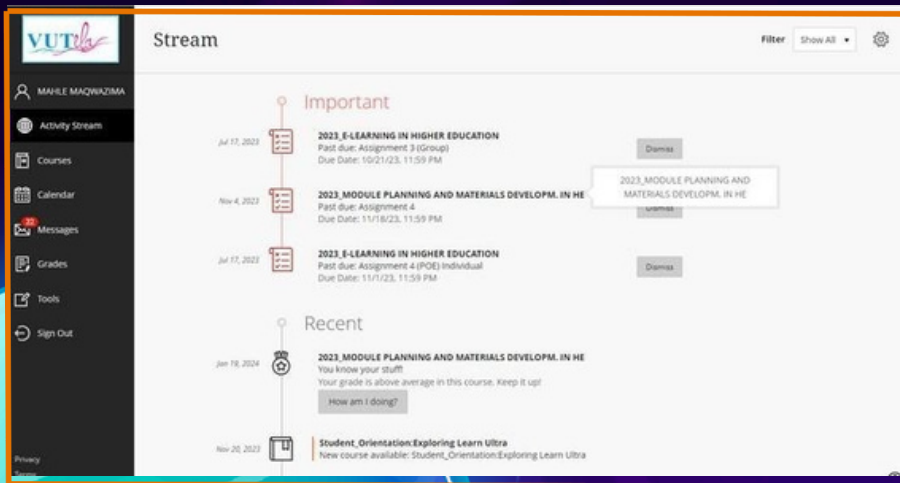 VUTela
Stream
Filter
Show All
MAHLE MAQWAZIMA
Activity Stream
Courses
Calendar
22
Messages
Grades
Tools
Sign Out
Privacy
Terms
Important
Jul 17, 2023
2023_E-LEARNING IN HIGHER EDUCATION
Past due: Assignment 3 (Group)
Due Date: 10/21/23, 11:59 PM
Dismiss
Nov 4, 2023
2023_MODULE PLANNING AND MATERIALS DEVELOPM. IN HE
Past due: Assignment 4
Due Date: 11/18/23, 11:59 PM
2023_MODULE PLANNING AND
MATERIALS DEVELOPM. IN HE
Dismiss
Jul 17, 2023
2023_E-LEARNING IN HIGHER EDUCATION
Past due: Assignment 4 (POE) Individual
Due Date: 11/1/23, 11:59 PM
Dismiss
Recent
Jan 19, 2024
2023_MODULE PLANNING AND MATERIALS DEVELOPM. IN HE
You know your stuff!
Your grade is above average in this course. Keep it up!
How am I doing?
Nov 20, 2023
Student_Orientation:Exploring Learn Ultra
New course available: Student_Orientation:Exploring Learn Ultra